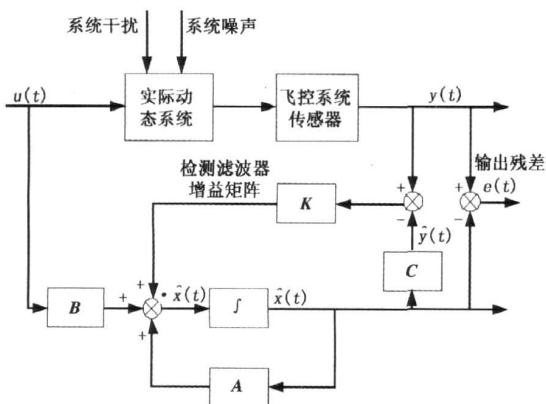 系统干扰
系统噪声
u(t)
实际动
态系统
飞控系统
传感器
y(t)
检测滤波器
增益矩阵
K
+
−
ŷ(t)
+
−
输出残差
e(t)
C
B
+
+
+
·
x̂(t)
∫
x̂(t)
A